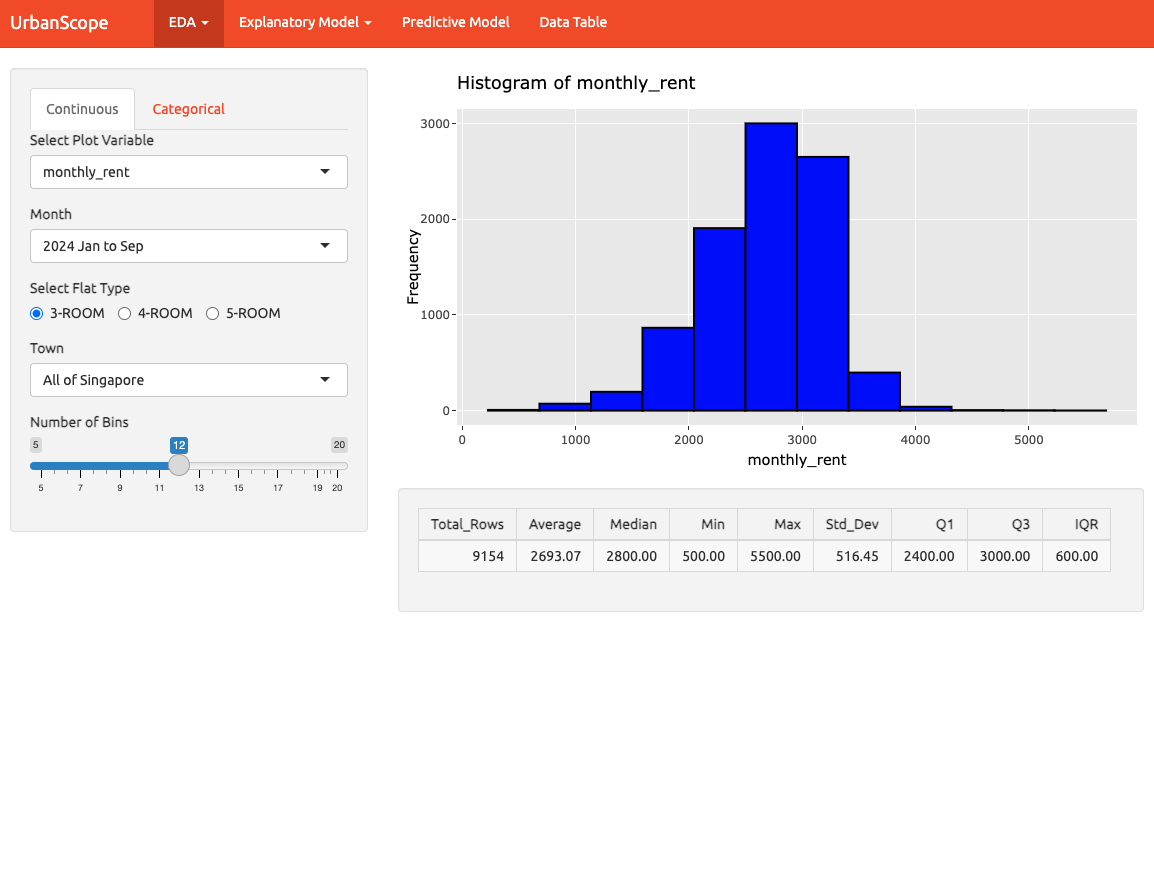 UrbanScope EDA Explanatory Model Predictive Model Data Table
Continuous Categorical
Select Plot Variable
monthly_rent
Month
2024 Jan to Sep
Select Flat Type
3-ROOM 4-ROOM 5-ROOM
Town
All of Singapore
Number of Bins
5 12 20
5 7 9 11 13 15 17 19 20
Histogram of monthly_rent
Frequency
3000
2000
1000
0
0 1000 2000 3000 4000 5000
monthly_rent
Total_Rows Average Median Min Max Std_Dev Q1 Q3 IQR
9154 2693.07 2800.00 500.00 5500.00 516.45 2400.00 3000.00 600.00